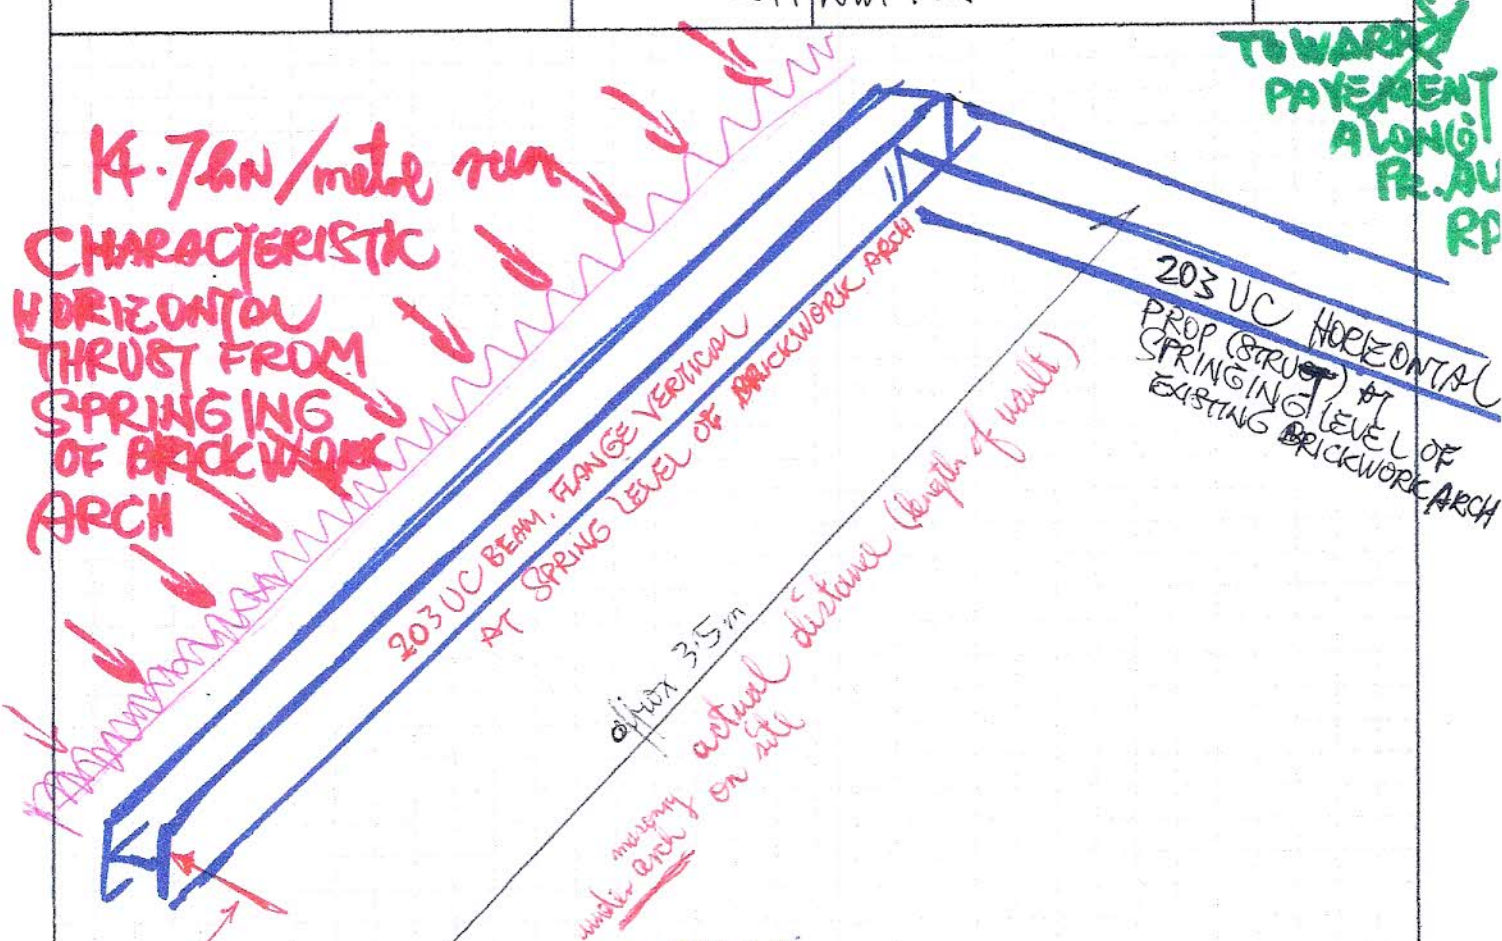 TOWARDS
PAVEMENT
ALONG
14.7kN/metre run
CHARACTERISTIC
HORIZONTAL
THRUST FROM
SPRINGING
OF BRICKWORK
ARCH
203 UC BEAM, FLANGE VERTICAL
AT SPRING LEVEL OF BRICKWORK ARCH
203 UC HORIZONTAL
PROP (STRUT) AT
SPRINGING LEVEL OF
EXISTING BRICKWORK ARCH
approx 3.5m
actual distance (length of vault)
under masonry
arch on site